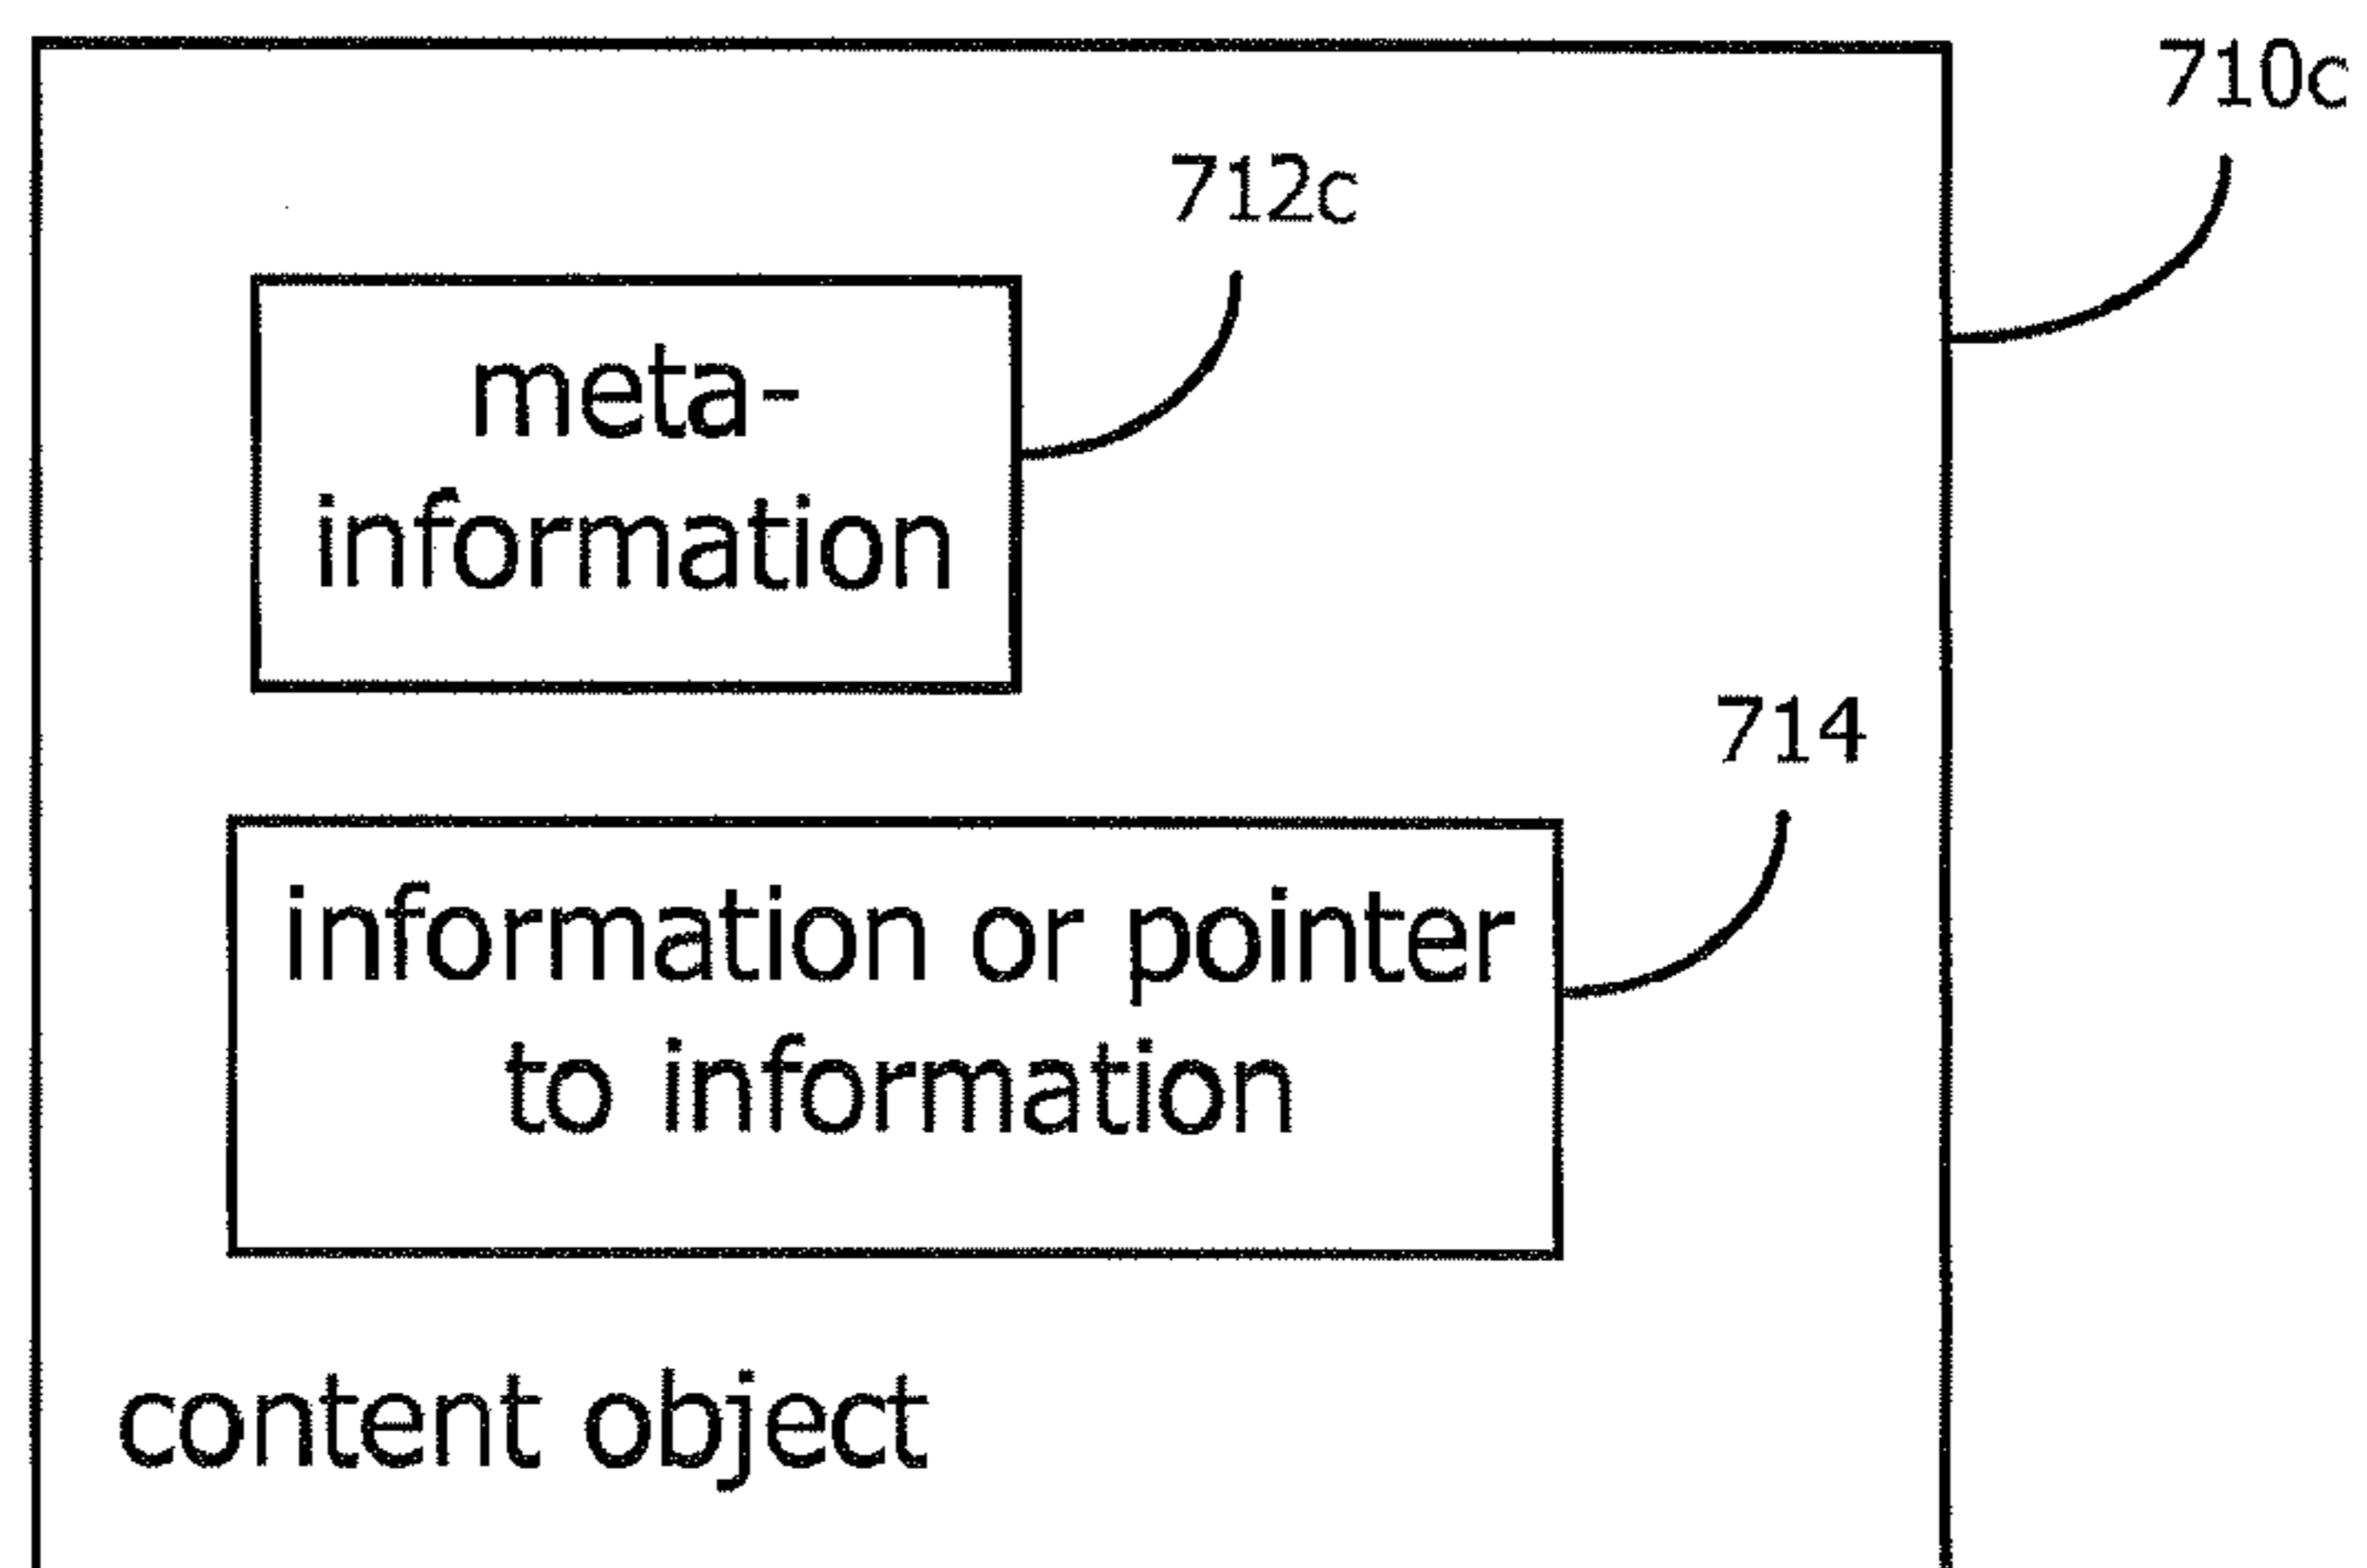 710c
712c
meta-
information
714
information or pointer
to information
content object